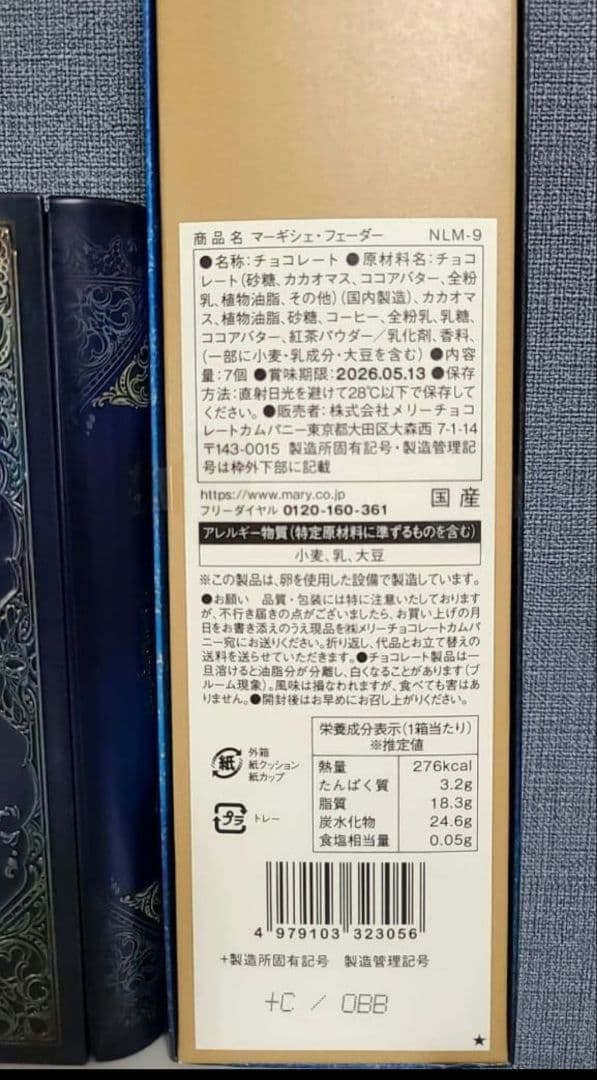 商品名 マーギシェ・フェーダー NLM-9
●名称:チョコレート ●原材料名:チョコ
レート(砂糖、カカオマス、ココアバター、全粉
乳、植物油脂、その他)(国内製造)、カカオマ
ス、植物油脂、砂糖、コーヒー、全粉乳、乳糖、
ココアバター、紅茶パウダー/乳化剤、香料、
(一部に小麦・乳成分・大豆を含む) ●内容
量:7個 ●賞味期限:2026.05.13 ●保存
方法:直射日光を避けて28℃以下で保存して
ください。●販売者:株式会社メリーチョコ
レートカムパニー東京都大田区大森西 7-1-14
〒143-0015 製造所固有記号・製造管理記
号は枠外下部に記載
https://www.mary.co.jp
フリーダイヤル 0120-160-361
国産
アレルギー物質(特定原材料に準ずるものを含む)
小麦、乳、大豆
※この製品は、卵を使用した設備で製造しています。
●お願い 品質・包装には特に注意いたしております
が、不行き届きの点がございましたら、お買い上げの月
日をお書き添えのうえ現品を㈱メリーチョコレートカムパ
ニー宛にお送りください。折り返し、代品とお立て替えの
送料を送らせていただきます。●チョコレート製品は一
旦溶けると油脂分が分離し、白くなることがあります(ブ
ルーム現象)。風味は損なわれますが、食べても害はあ
りません。●開封後はお早めにお召し上がりください。
紙
外箱
紙クッション
紙カップ
プラ
トレー
栄養成分表示(1箱当たり)
※推定値
熱量 276kcal
たんぱく質 3.2g
脂質 18.3g
炭水化物 24.6g
食塩相当量 0.05g
4 979103 323056
+製造所固有記号 製造管理記号
+C / OBB
★